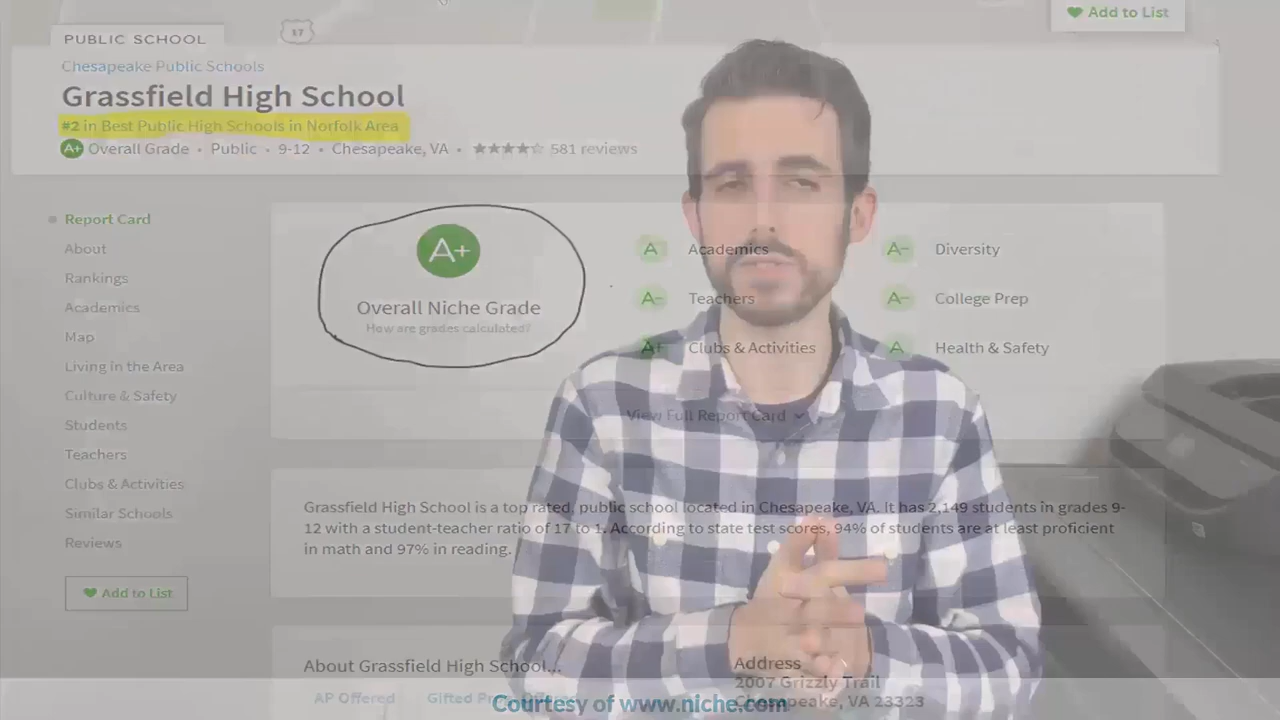 Add to List
17
PUBLIC SCHOOL
Chesapeake Public Schools
Grassfield High School
#2 in Best Public High Schools in Norfolk Area
A+ Overall Grade • Public • 9-12 • Chesapeake, VA • ★★★★☆ 581 reviews
Report Card
About
Rankings
Academics
Map
Living in the Area
Culture & Safety
Students
Teachers
Clubs & Activities
Similar Schools
Reviews
Add to List
A+
Overall Niche Grade
How are grades calculated?
A Academics
A- Teachers
A+ Clubs & Activities
A- Diversity
A- College Prep
A Health & Safety
View Full Report Card
Grassfield High School is a top rated, public school located in Chesapeake, VA. It has 2,149 students in grades 9-
12 with a student-teacher ratio of 17 to 1. According to state test scores, 94% of students are at least proficient
in math and 97% in reading.
About Grassfield High School...
AP Offered
Gifted Offered
Address
2007 Grizzly Trail
Chesapeake, VA 23323
Courtesy of www.niche.com